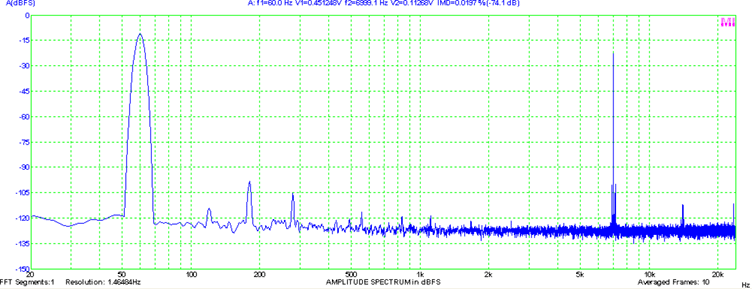 A(dBFS)
A: f1=60.0 Hz V1=0.451248V f2=6999.1 Hz V2=0.11268V IMD=0.0197 %(-74.1 dB)
0
-15
-30
-45
-60
-75
-90
-105
-120
-135
-150
20 50 100 200 500 1k 2k 5k 10k 20k
Hz
FFT Segments:1 Resolution: 1.46484Hz AMPLITUDE SPECTRUM in dBFS Averaged Frames: 10